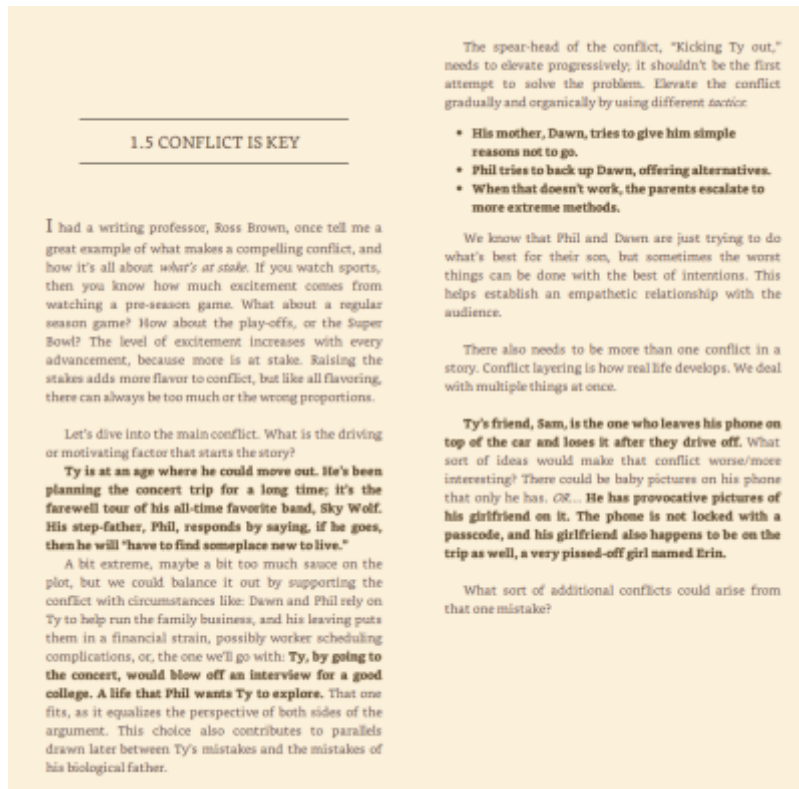 1.5 CONFLICT IS KEY
I had a writing professor, Ross Brown, once tell me a
great example of what makes a compelling conflict, and
how it's all about what's at stake. If you watch sports,
then you know how much excitement comes from
watching a pre-season game. What about a regular
season game? How about the play-offs, or the Super
Bowl? The level of excitement increases with every
advancement, because more is at stake. Raising the
stakes adds more flavor to conflict, but like all flavoring,
there can always be too much or the wrong proportions.
Let's dive into the main conflict. What is the driving
or motivating factor that starts the story?
Ty is at an age where he could move out. He's been
planning the concert trip for a long time; it's the
farewell tour of his all-time favorite band, Sky Wolf.
His step-father, Phil, responds by saying, if he goes,
then he will "have to find someplace new to live."
A bit extreme, maybe a bit too much sauce on the
plot, but we could balance it out by supporting the
conflict with circumstances like: Dawn and Phil rely on
Ty to help run the family business, and his leaving puts
them in a financial strain, possibly worker scheduling
complications, or, the one we'll go with: Ty, by going to
the concert, would blow off an interview for a good
college. A life that Phil wants Ty to explore. That one
fits, as it equalizes the perspective of both sides of the
argument. This choice also contributes to parallels
drawn later between Ty's mistakes and the mistakes of
his biological father.
The spear-head of the conflict, "Kicking Ty out,"
needs to elevate progressively; it shouldn't be the first
attempt to solve the problem. Elevate the conflict
gradually and organically by using different tactics:
• His mother, Dawn, tries to give him simple
reasons not to go.
• Phil tries to back up Dawn, offering alternatives.
• When that doesn't work, the parents escalate to
more extreme methods.
We know that Phil and Dawn are just trying to do
what's best for their son, but sometimes the worst
things can be done with the best of intentions. This
helps establish an empathetic relationship with the
audience.
There also needs to be more than one conflict in a
story. Conflict layering is how real life develops. We deal
with multiple things at once.
Ty's friend, Sam, is the one who leaves his phone on
top of the car and loses it after they drive off. What
sort of ideas would make that conflict worse/more
interesting? There could be baby pictures on his phone
that only he has. OR... He has provocative pictures of
his girlfriend on it. The phone is not locked with a
passcode, and his girlfriend also happens to be on the
trip as well, a very pissed-off girl named Erin.
What sort of additional conflicts could arise from
that one mistake?